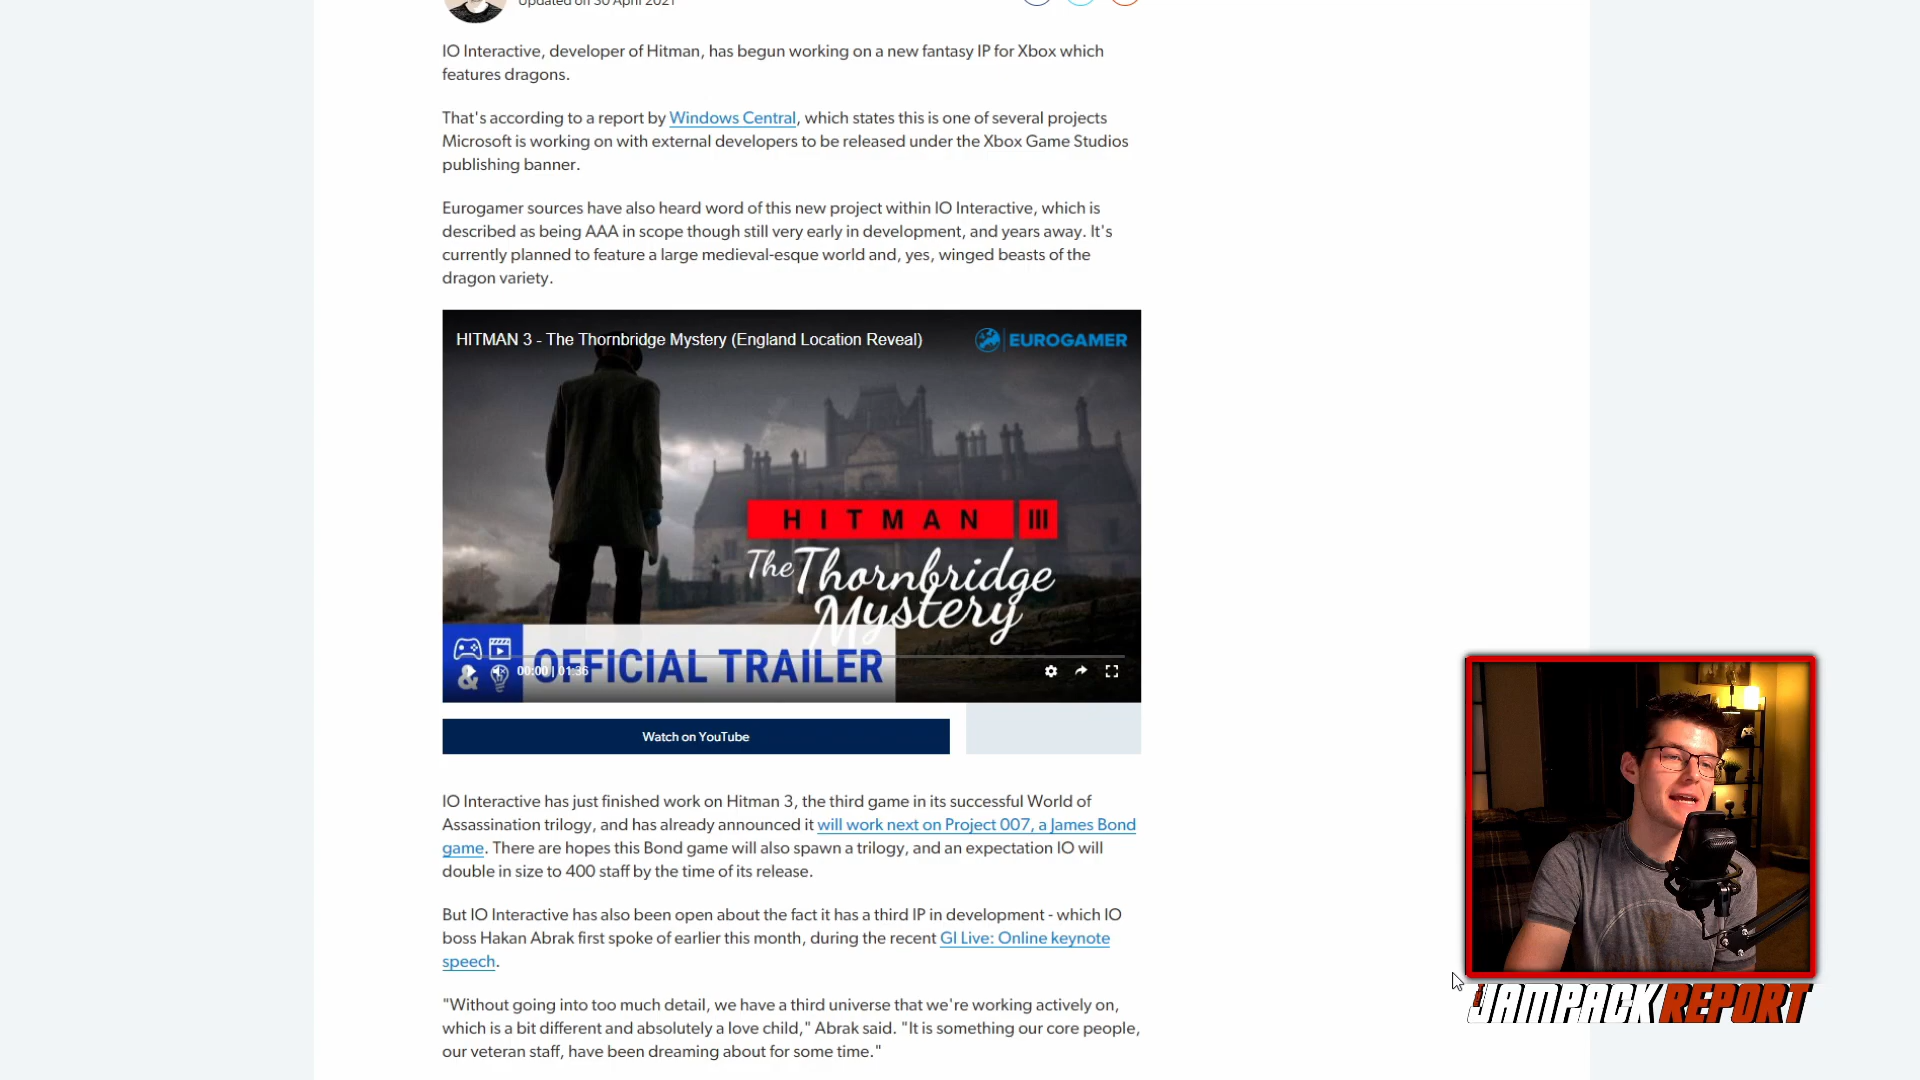 Updated on 30 April 2021
IO Interactive, developer of Hitman, has begun working on a new fantasy IP for Xbox which
features dragons.
That's according to a report by Windows Central, which states this is one of several projects
Microsoft is working on with external developers to be released under the Xbox Game Studios
publishing banner.
Eurogamer sources have also heard word of this new project within IO Interactive, which is
described as being AAA in scope though still very early in development, and years away. It's
currently planned to feature a large medieval-esque world and, yes, winged beasts of the
dragon variety.
HITMAN 3 - The Thornbridge Mystery (England Location Reveal)
EUROGAMER
HITMAN III
The Thornbridge
Mystery
OFFICIAL TRAILER
00:00 | 01:36
Watch on YouTube
IO Interactive has just finished work on Hitman 3, the third game in its successful World of
Assassination trilogy, and has already announced it will work next on Project 007, a James Bond
game. There are hopes this Bond game will also spawn a trilogy, and an expectation IO will
double in size to 400 staff by the time of its release.
But IO Interactive has also been open about the fact it has a third IP in development - which IO
boss Hakan Abrak first spoke of earlier this month, during the recent GI Live: Online keynote
speech.
"Without going into too much detail, we have a third universe that we're working actively on,
which is a bit different and absolutely a love child," Abrak said. "It is something our core people,
our veteran staff, have been dreaming about for some time."
JAMPACK REPORT